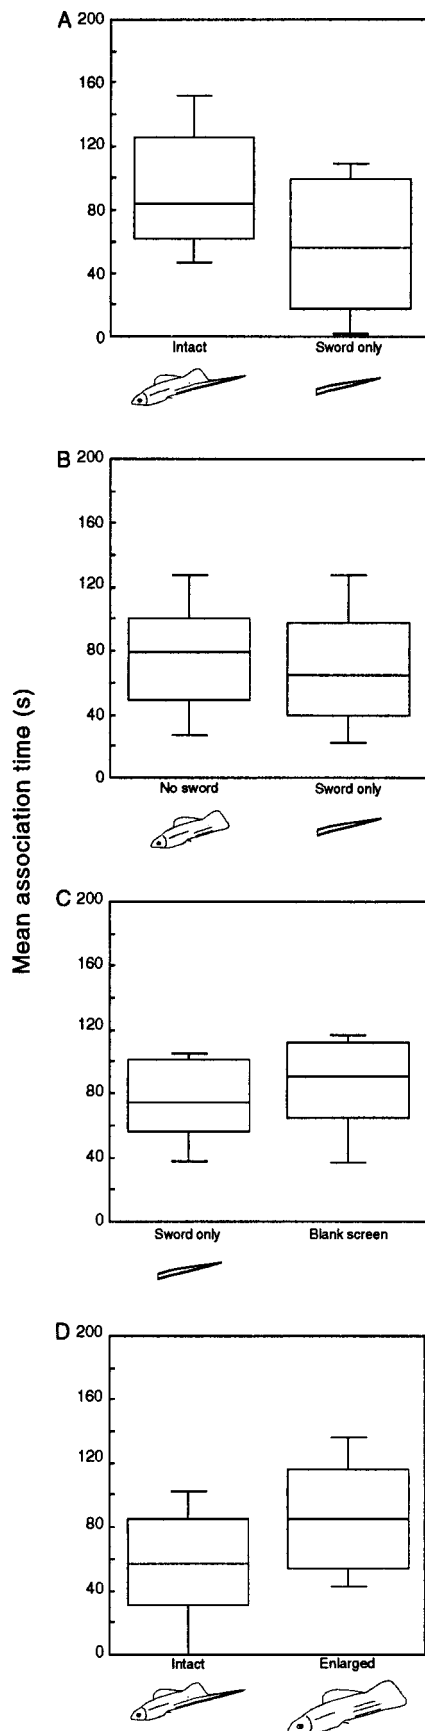 A
200
160
120
80
40
0
Intact Sword only
B
200
160
120
80
40
0
No sword Sword only
Mean association time (s)
C
200
160
120
80
40
0
Sword only Blank screen
D
200
160
120
80
40
0
Intact Enlarged